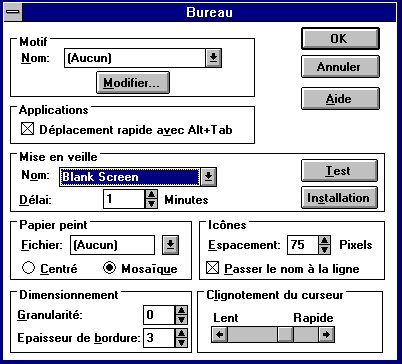 Bureau
Motif
Nom: (Aucun)
Modifier...
OK
Annuler
Aide
Applications
Déplacement rapide avec Alt+Tab
Mise en veille
Nom: Blank Screen
Délai: 1 Minutes
Test
Installation
Papier peint
Fichier: (Aucun)
Centré Mosaïque
Icônes
Espacement: 75 Pixels
Passer le nom à la ligne
Dimensionnement
Granularité: 0
Epaisseur de bordure: 3
Clignotement du curseur
Lent Rapide